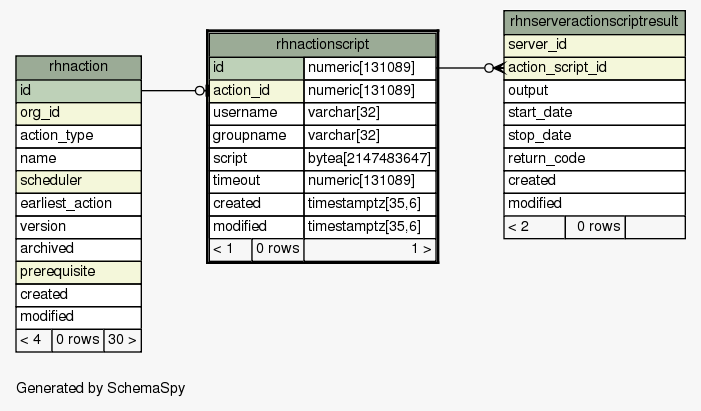 rhnaction
id
org_id
action_type
name
scheduler
earliest_action
version
archived
prerequisite
created
modified
< 4 0 rows 30 >
rhnactionscript
id numeric[131089]
action_id numeric[131089]
username varchar[32]
groupname varchar[32]
script bytea[2147483647]
timeout numeric[131089]
created timestamptz[35,6]
modified timestamptz[35,6]
< 1 0 rows 1 >
rhnserveractionscriptresult
server_id
action_script_id
output
start_date
stop_date
return_code
created
modified
< 2 0 rows
Generated by SchemaSpy